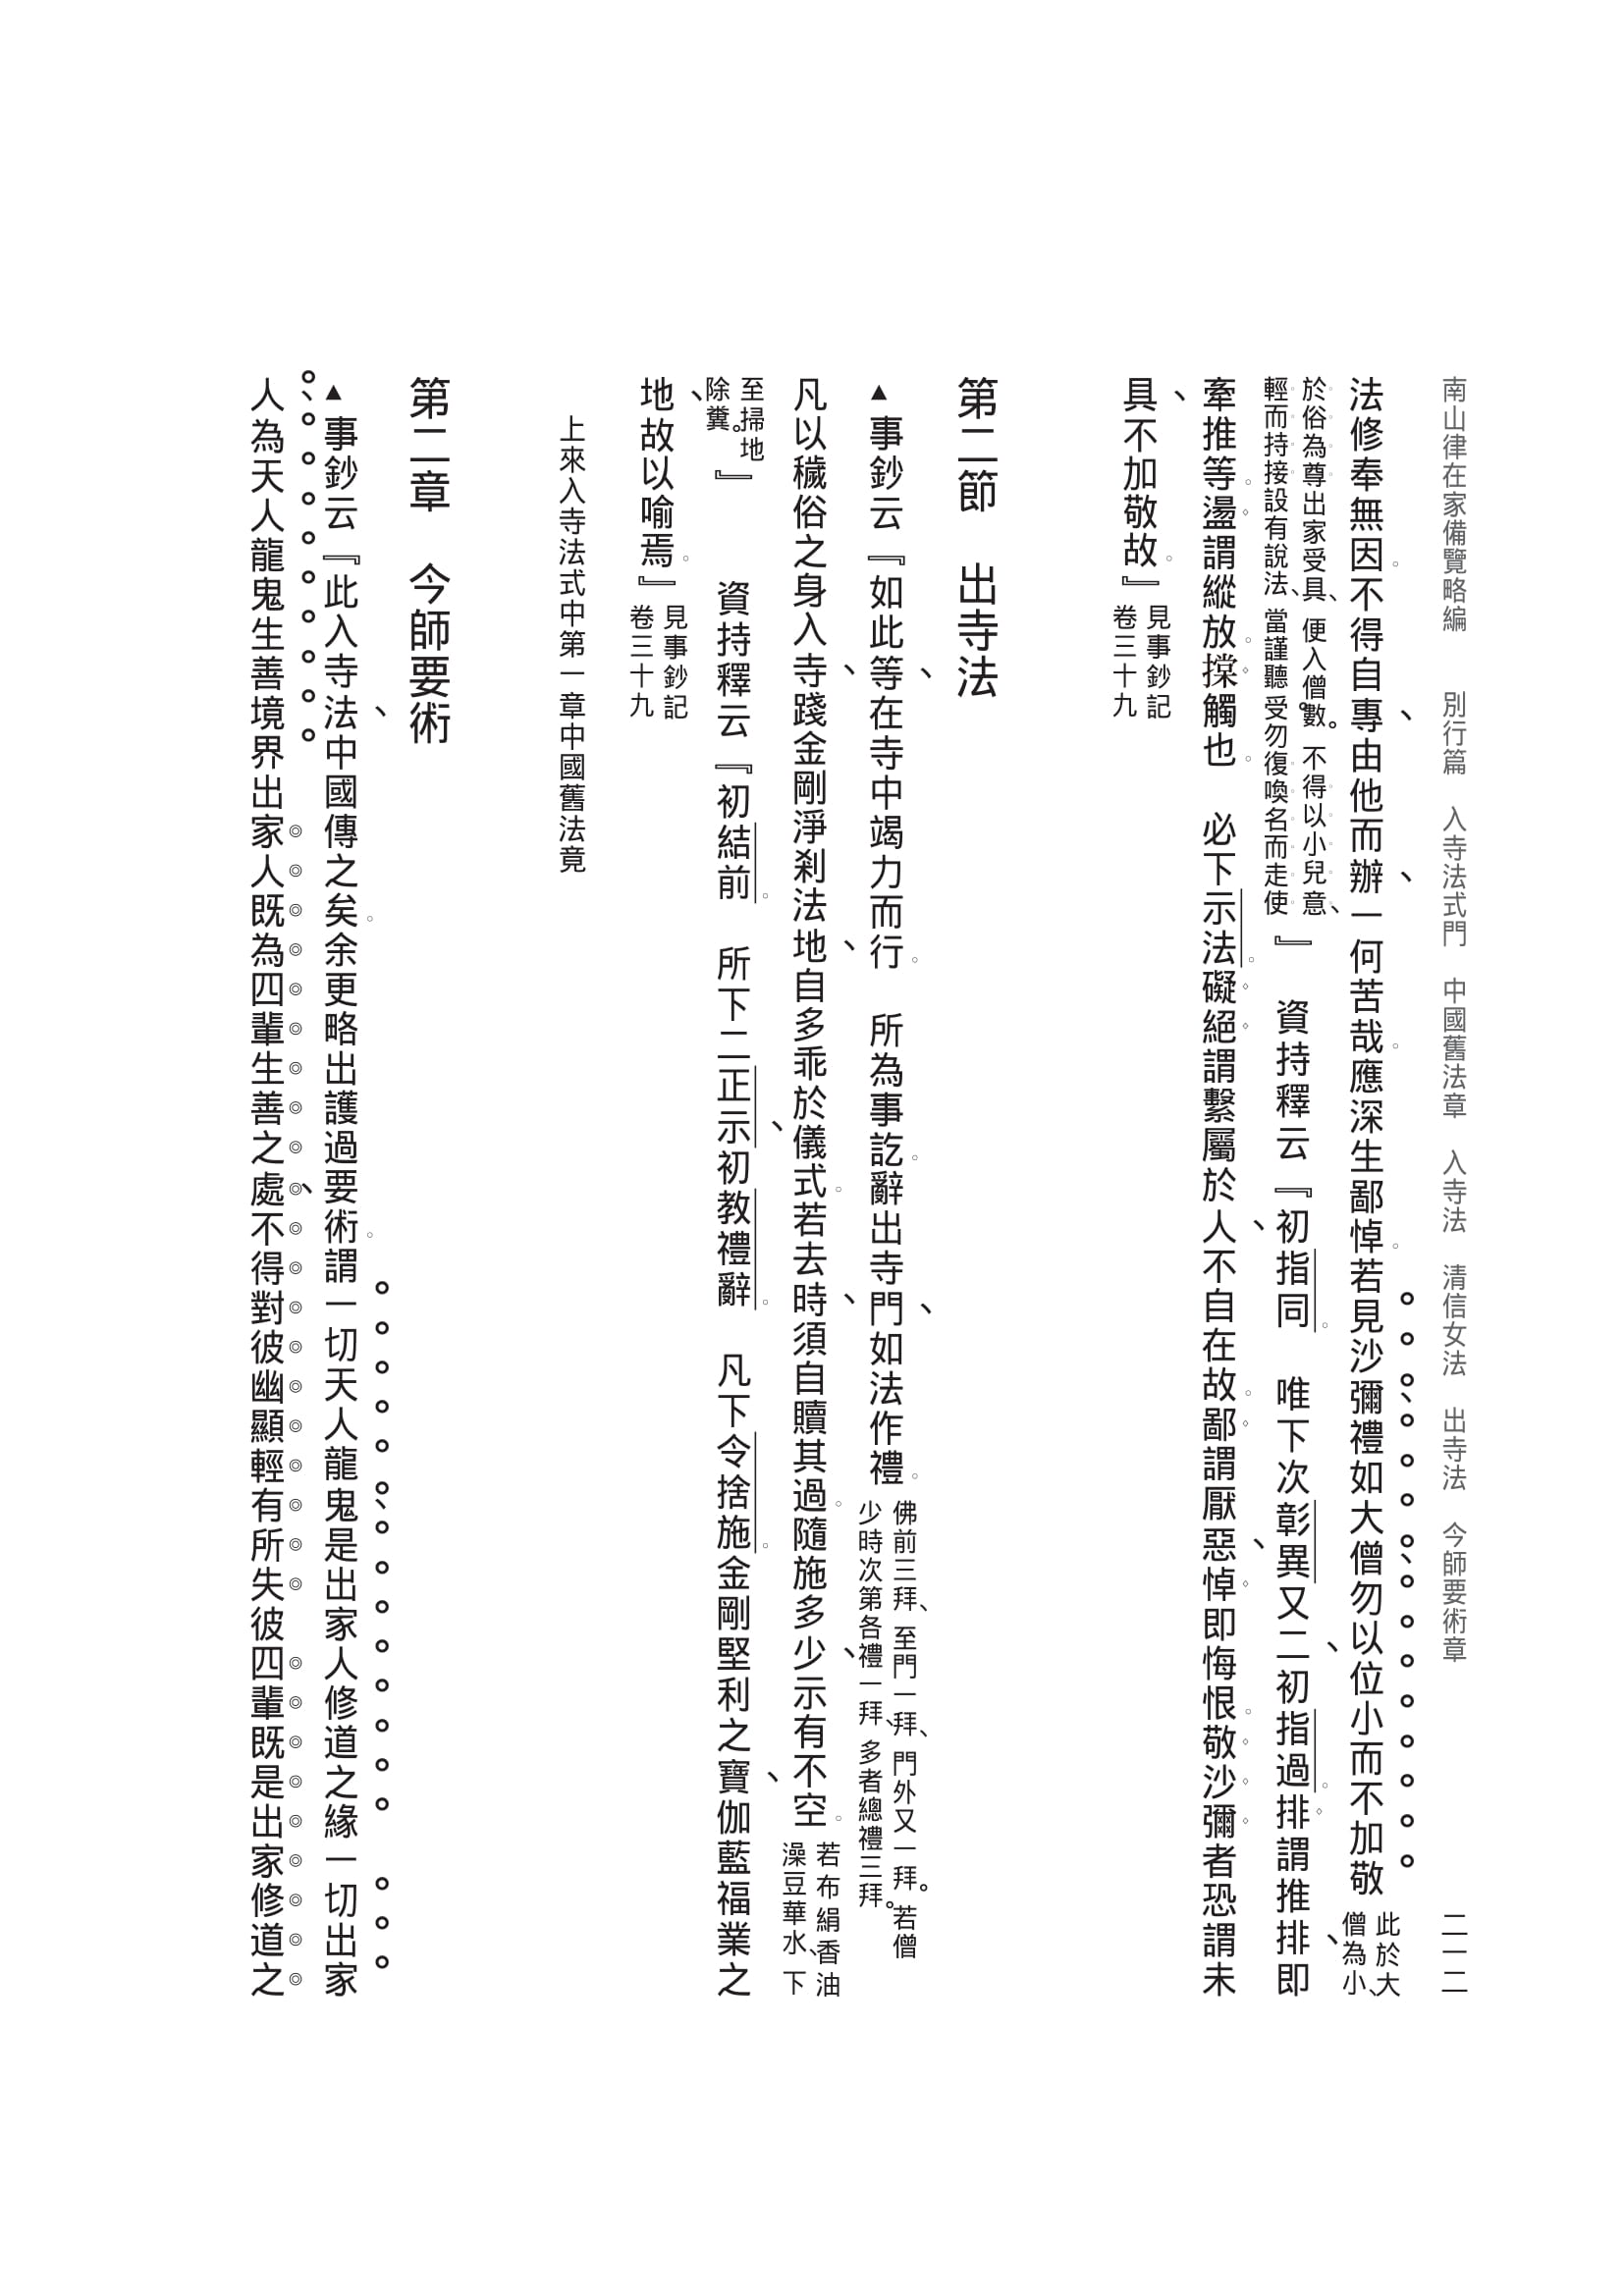 南山律在家備覽略編　別行篇　入寺法式門　中國舊法章　入寺法　清信女法　出寺法　今師要術章　二一二
法修奉無因。不得自專、由他而辦、一何苦哉。應深生鄙悼。若見沙彌、禮如大僧、勿以位小而不加敬
此於大
僧為小、
於俗為尊出家受具、便入僧數。不得以小兒意、
輕而持接設有說法、當謹聽受。勿復喚名而走使
』　資持釋云『初指同。　唯下次彰異又二、初指過。排謂推排、即
牽推等。盪謂縱放。觸也。　必下示法。礙絕謂繫屬於人、不自在故。鄙謂厭惡、悼即悔恨。敬沙彌者恐謂未
具、不加敬故。』
見事鈔記
卷三十九
第二節　出寺法
▲事鈔云『如此等、在寺中竭力而行。　所為事訖。辭出寺門、如法作禮。
佛前三拜、至門一拜、門外又一拜。若僧
少時次第各禮一拜、多者總禮三拜。
凡以穢俗之身入寺、踐金剛淨剎法地、自多乖於儀式。若去時、須自贖其過。隨施多少、示有不空。
若布絹香油
澡豆華水、下
至掃地
除糞。
』　資持釋云『初結前。　所下二正示、初教禮辭。　凡下令捨施。金剛堅利之寶、伽藍福業之
地、故以喻焉。』
見事鈔記
卷三十九
上來入寺法式中第一章中國舊法竟
第二章　今師要術
▲事鈔云『此入寺法、中國傳之矣。余更略出護過要術。謂一切天人龍鬼、是出家人修道之緣一切出家
人、為天人龍鬼生善境界出家人既為四輩生善之處、不得對彼幽顯輕有所失彼四輩既是出家修道之